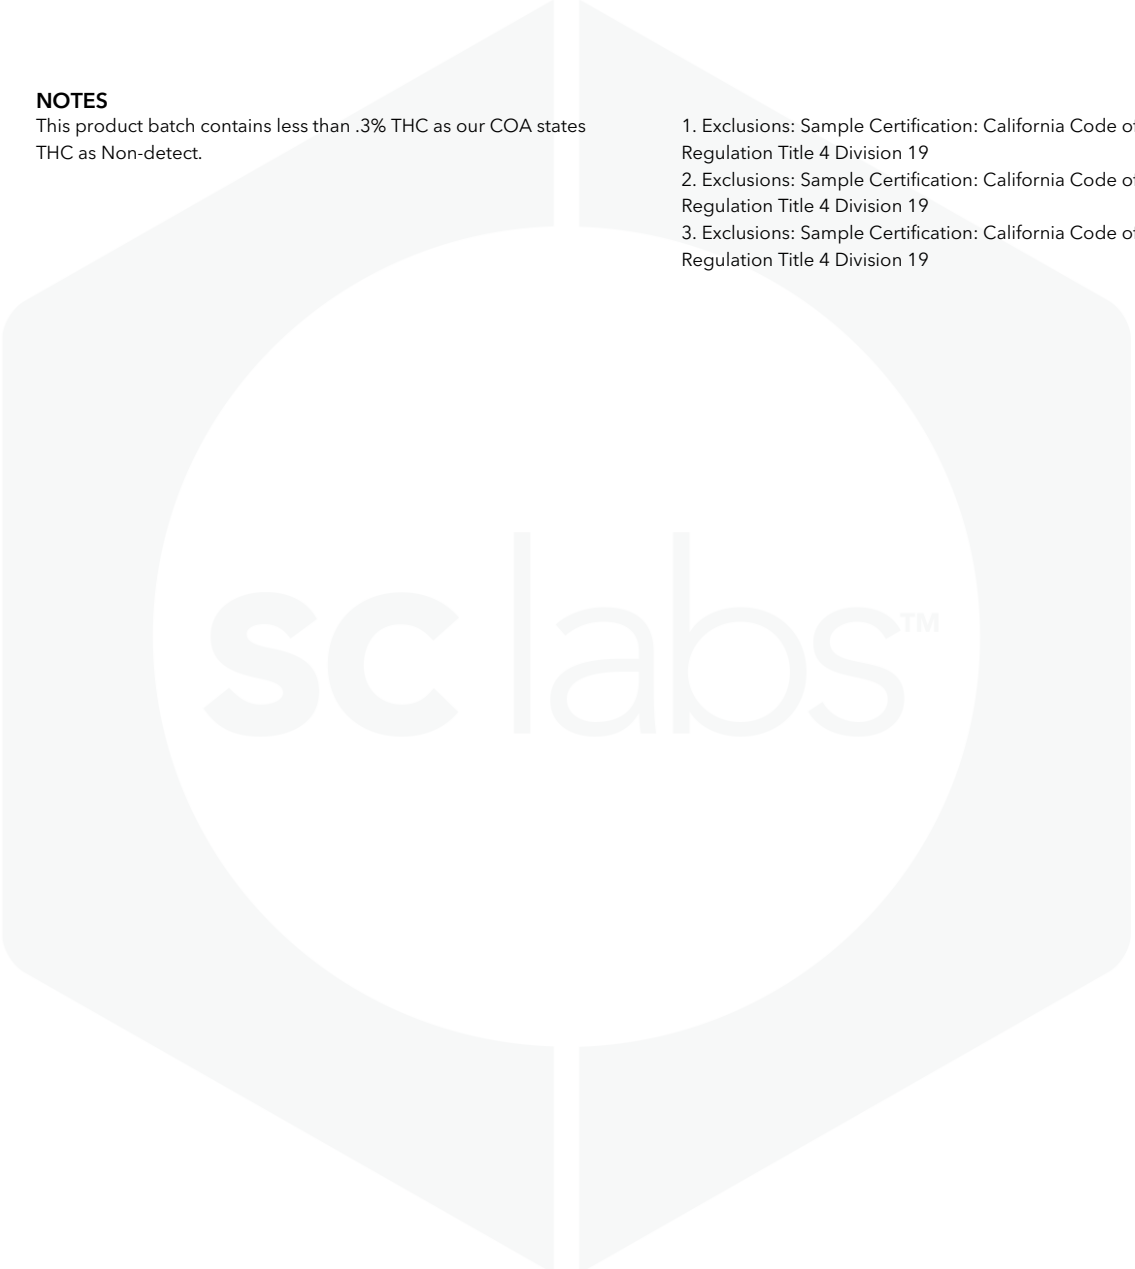 NOTES
This product batch contains less than .3% THC as our COA states
THC as Non-detect.
1. Exclusions: Sample Certification: California Code of
Regulation Title 4 Division 19
2. Exclusions: Sample Certification: California Code of
Regulation Title 4 Division 19
3. Exclusions: Sample Certification: California Code of
Regulation Title 4 Division 19
sc labs™